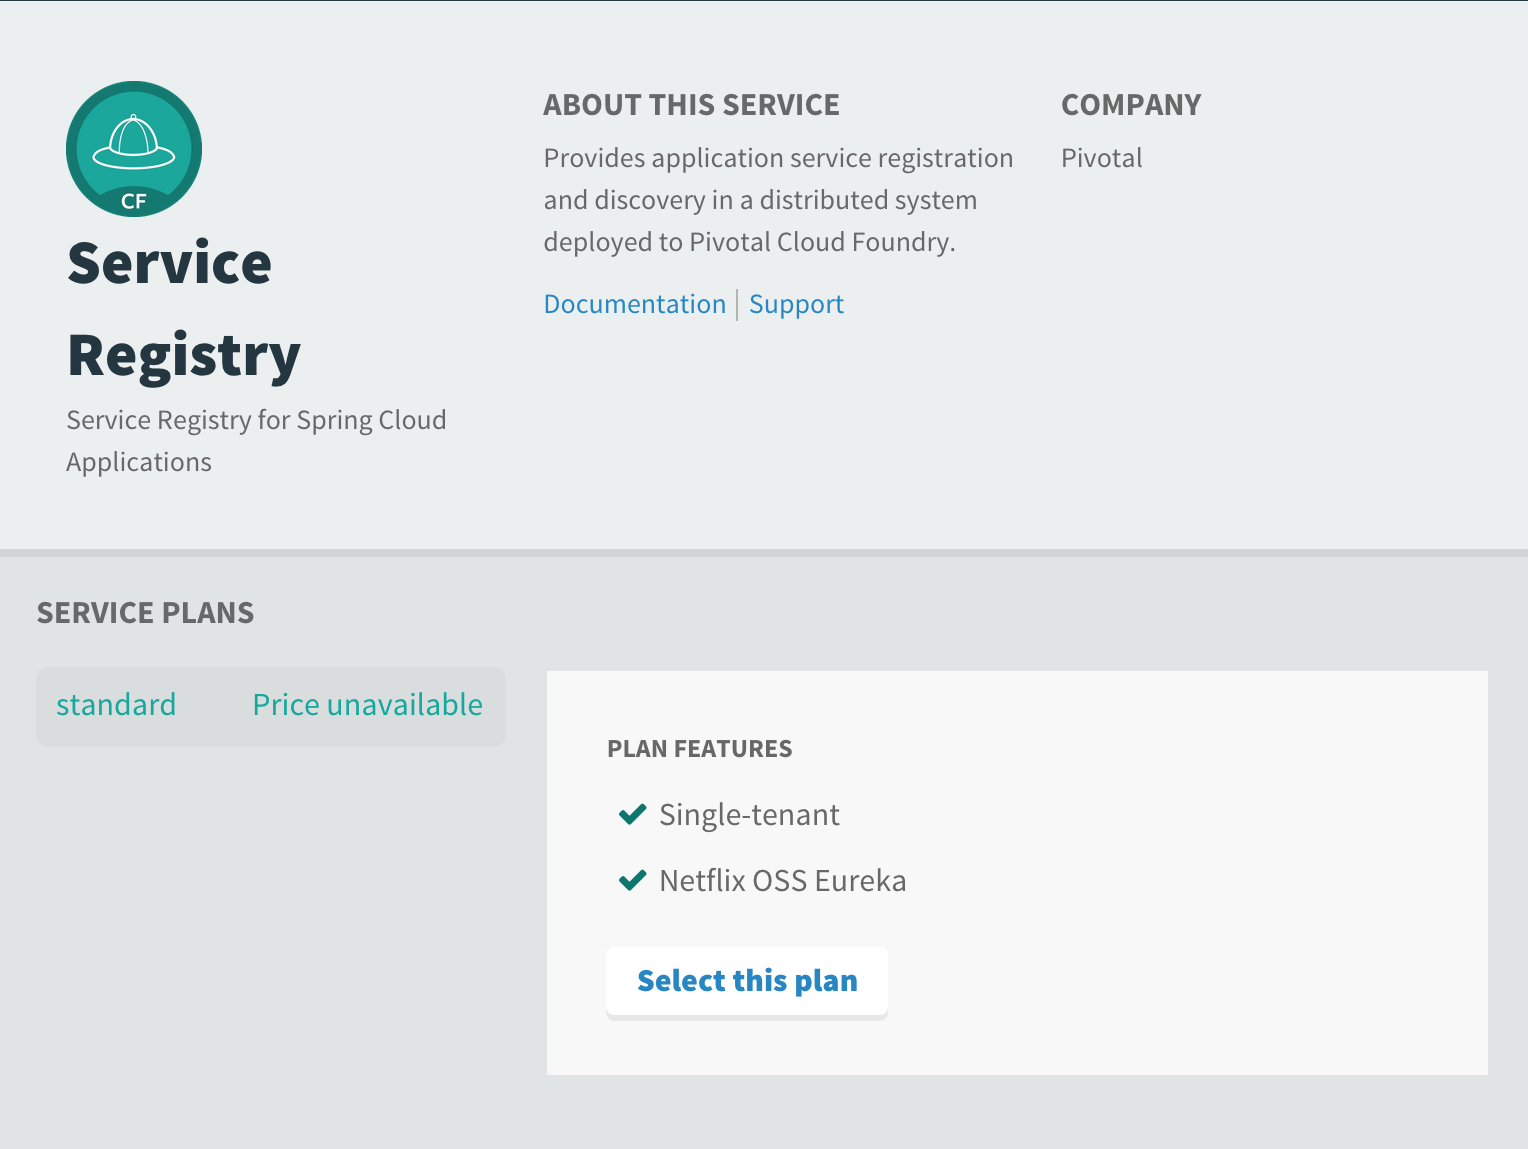 CF
Service
Registry
Service Registry for Spring Cloud
Applications
ABOUT THIS SERVICE
Provides application service registration
and discovery in a distributed system
deployed to Pivotal Cloud Foundry.
Documentation | Support
COMPANY
Pivotal
SERVICE PLANS
standard Price unavailable
PLAN FEATURES
Single-tenant
Netflix OSS Eureka
Select this plan